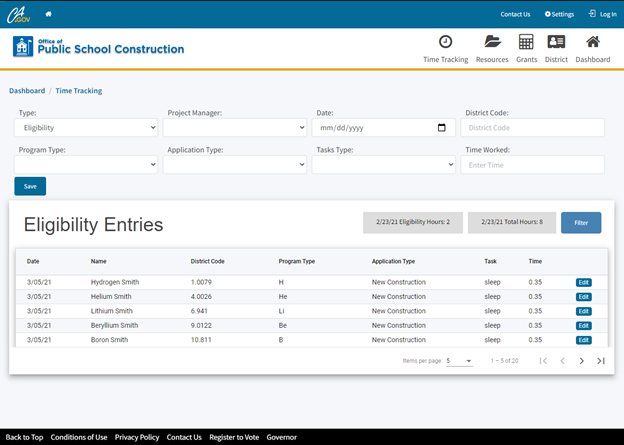 CA.GOV Contact Us Settings Log In
Office of
Public School Construction
Time Tracking Resources Grants District Dashboard
Dashboard / Time Tracking
Type: Project Manager: Date: District Code:
Eligibility mm/dd/yyyy District Code
Program Type: Application Type: Tasks Type: Time Worked:
Enter Time
Save
Eligibility Entries 2/23/21 Eligibility Hours: 2 2/23/21 Total Hours: 8 Filter
Date Name District Code Program Type Application Type Task Time
3/05/21 Hydrogen Smith 1.0079 H New Construction sleep 0.35 Edit
3/05/21 Helium Smith 4.0026 He New Construction sleep 0.35 Edit
3/05/21 Lithium Smith 6.941 Li New Construction sleep 0.35 Edit
3/05/21 Beryllium Smith 9.0122 Be New Construction sleep 0.35 Edit
3/05/21 Boron Smith 10.811 B New Construction sleep 0.35 Edit
Items per page: 5 1 – 5 of 20
Back to Top Conditions of Use Privacy Policy Contact Us Register to Vote Governor